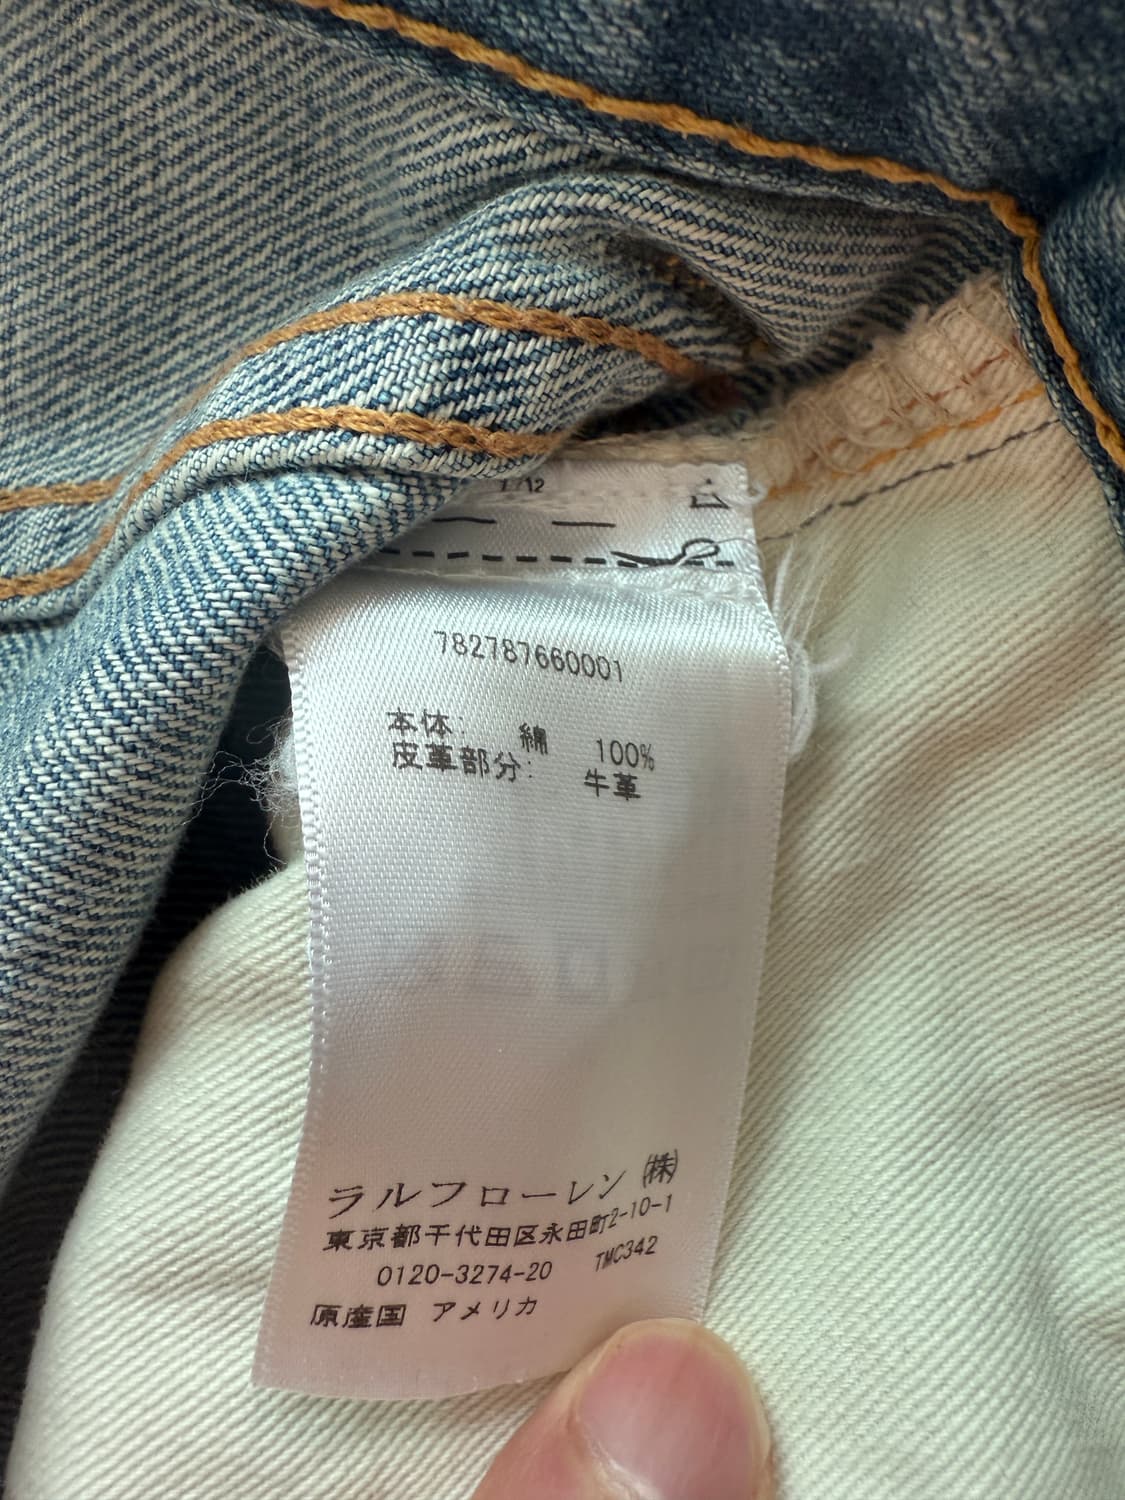 /12
782787660001
本体: 綿 100%
皮革部分: 牛革
ラルフローレン ㈱
東京都千代田区永田町2-10-1
0120-3274-20 TMC342
原産国 アメリカ